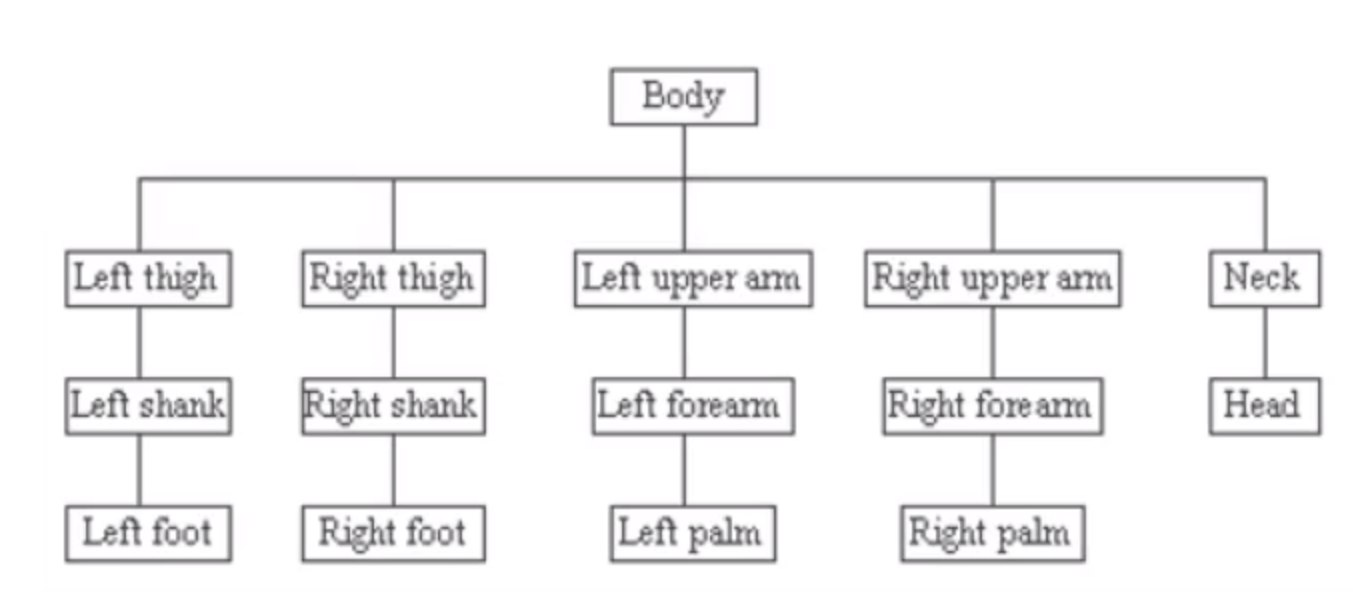 Body
Left thigh
Right thigh
Left upper arm
Right upper arm
Neck
Left shank
Right shank
Left forearm
Right forearm
Head
Left foot
Right foot
Left palm
Right palm